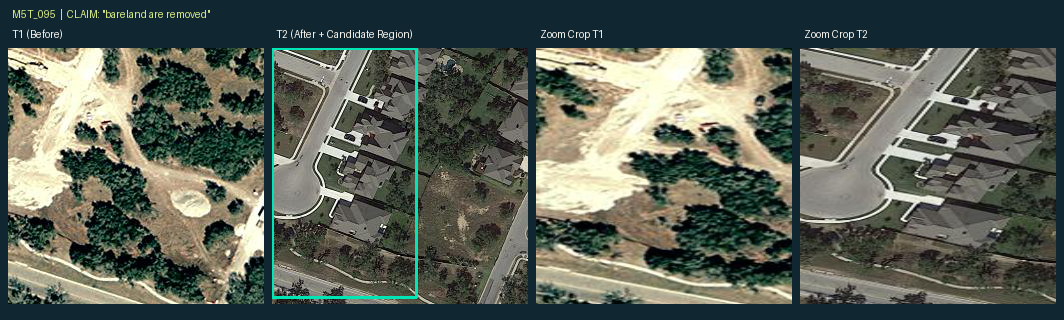 M5T_095 | CLAIM: "bareland are removed"
T1 (Before)
T2 (After + Candidate Region)
Zoom Crop T1
Zoom Crop T2